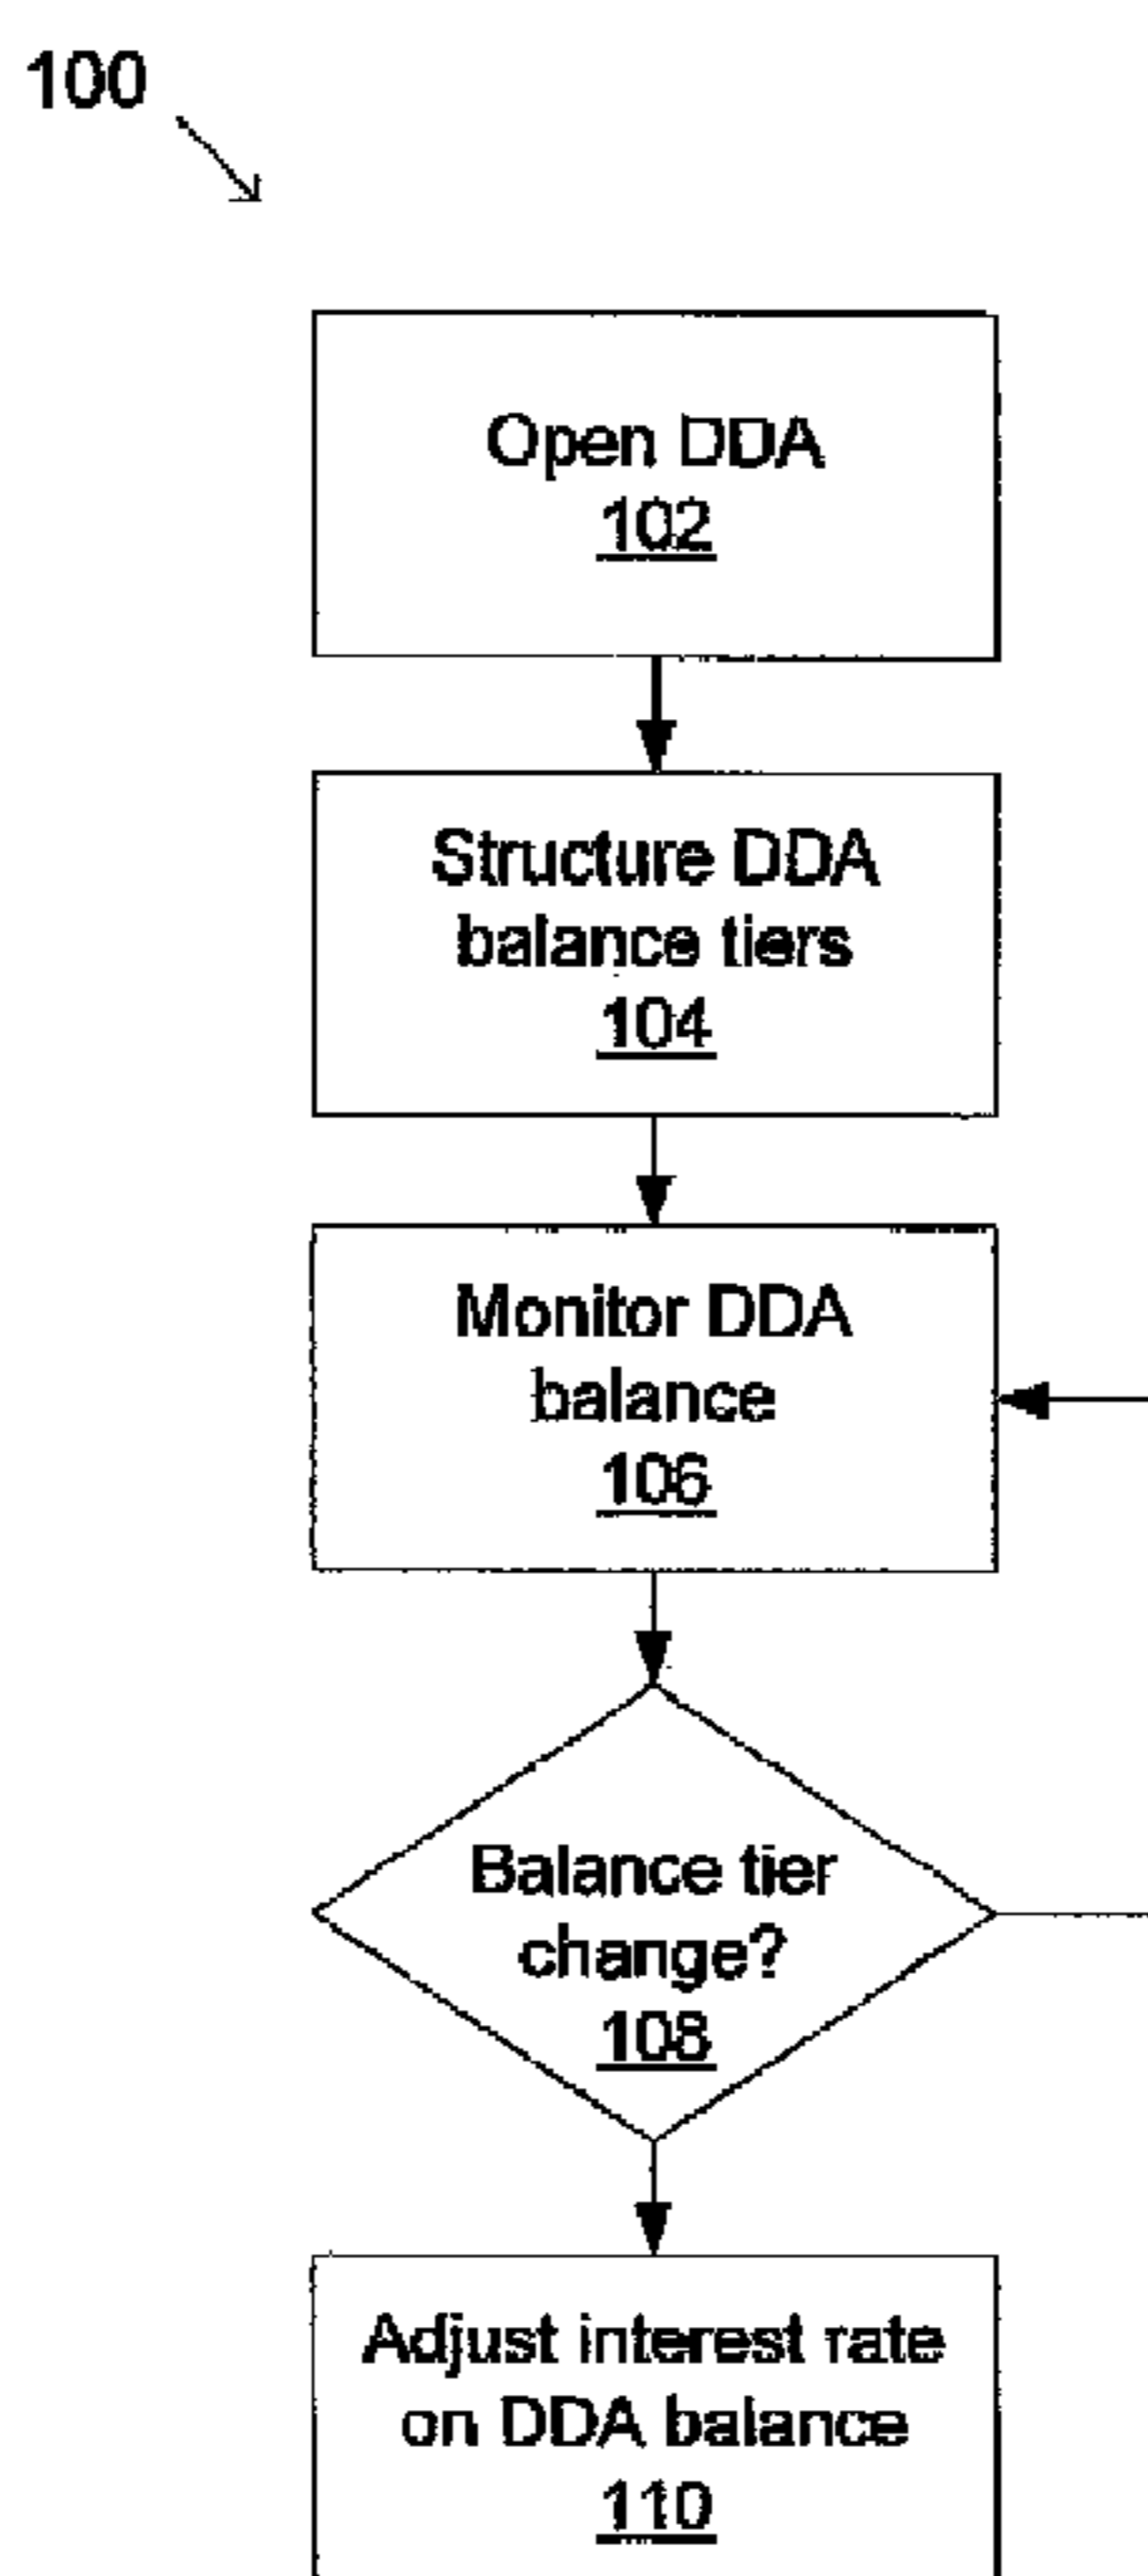 100
Open DDA
102
Structure DDA
balance tiers
104
Monitor DDA
balance
106
Balance tier
change?
108
Adjust interest rate
on DDA balance
110